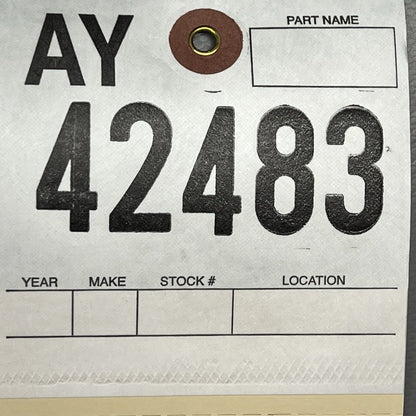 AY
PART NAME
42483
YEAR MAKE STOCK # LOCATION